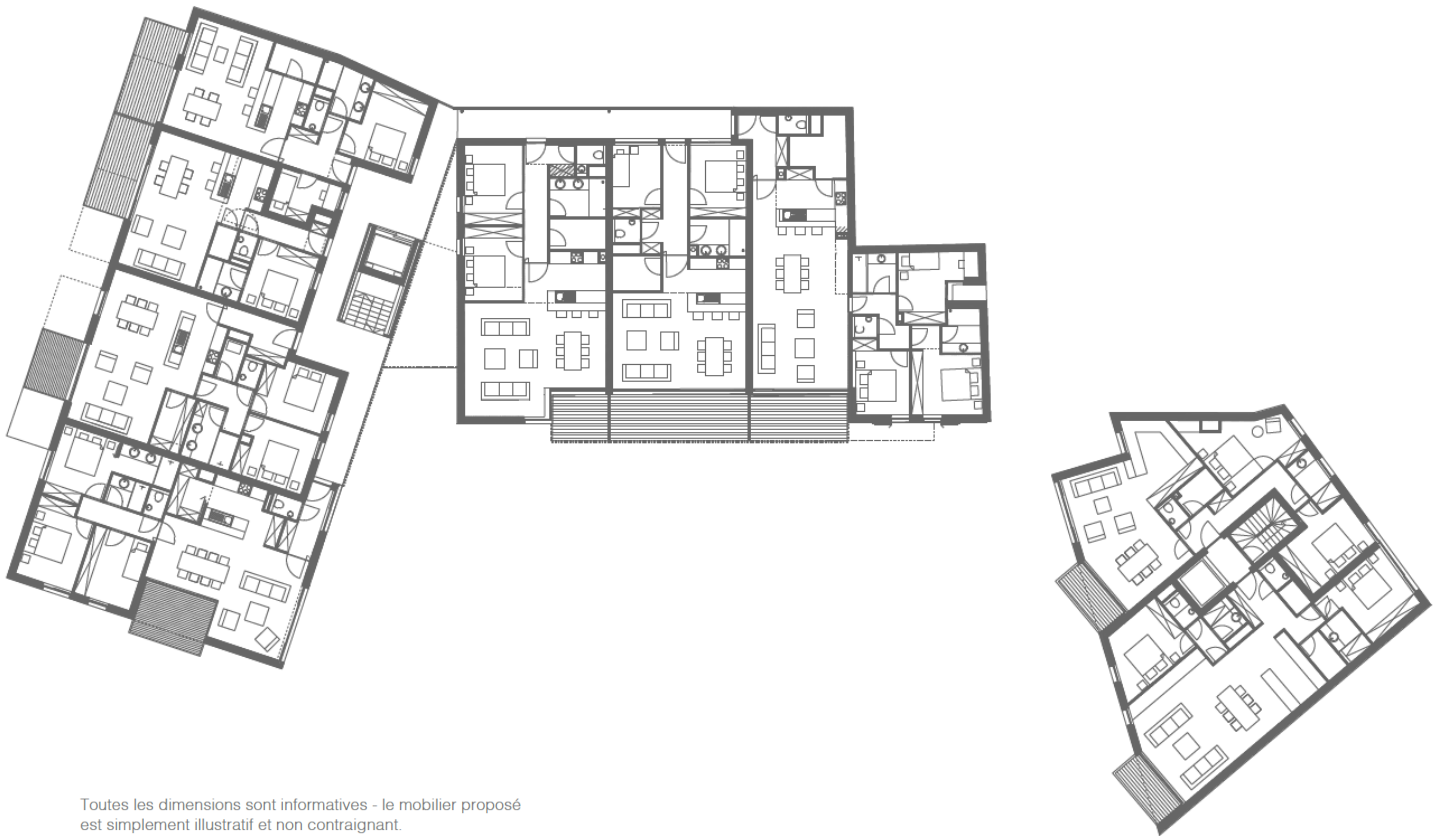 Toutes les dimensions sont informatives - le mobilier proposé
est simplement illustratif et non contraignant.